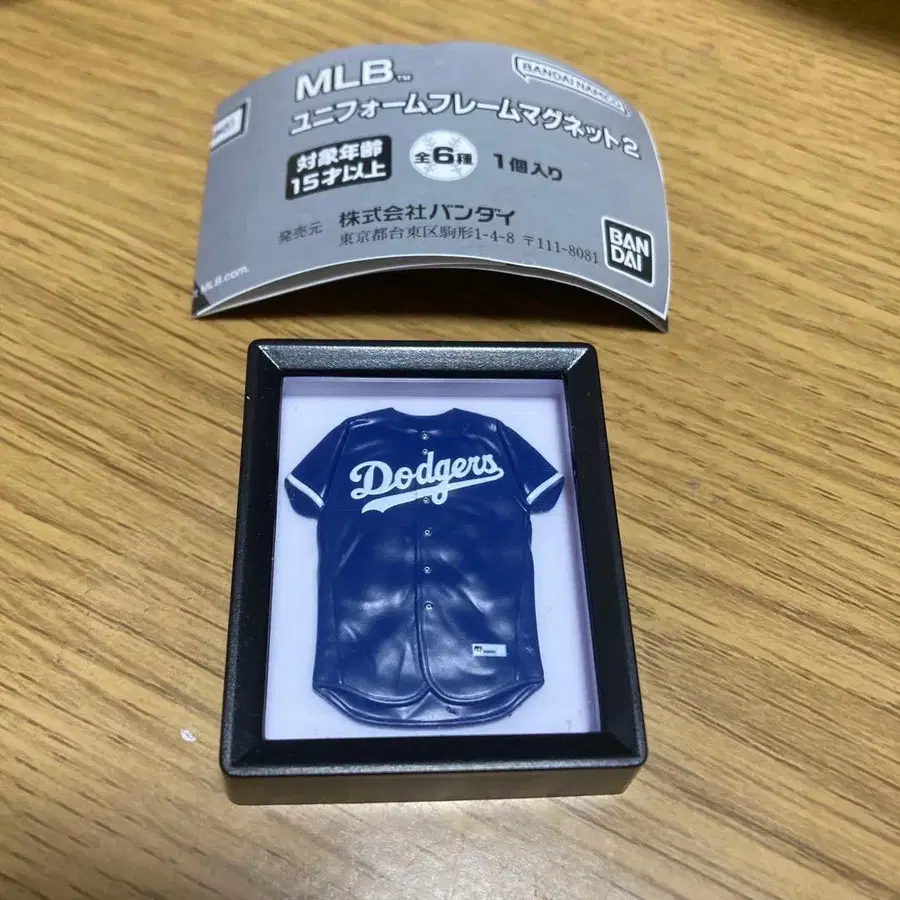 MLB™
BANDAI NAMCO
ユニフォームフレームマグネット2
対象年齢
15才以上
全6種
1個入り
発売元
株式会社バンダイ
東京都台東区駒形1-4-8 〒111-8081
BAN
DAI
MLB.com.
Dodgers